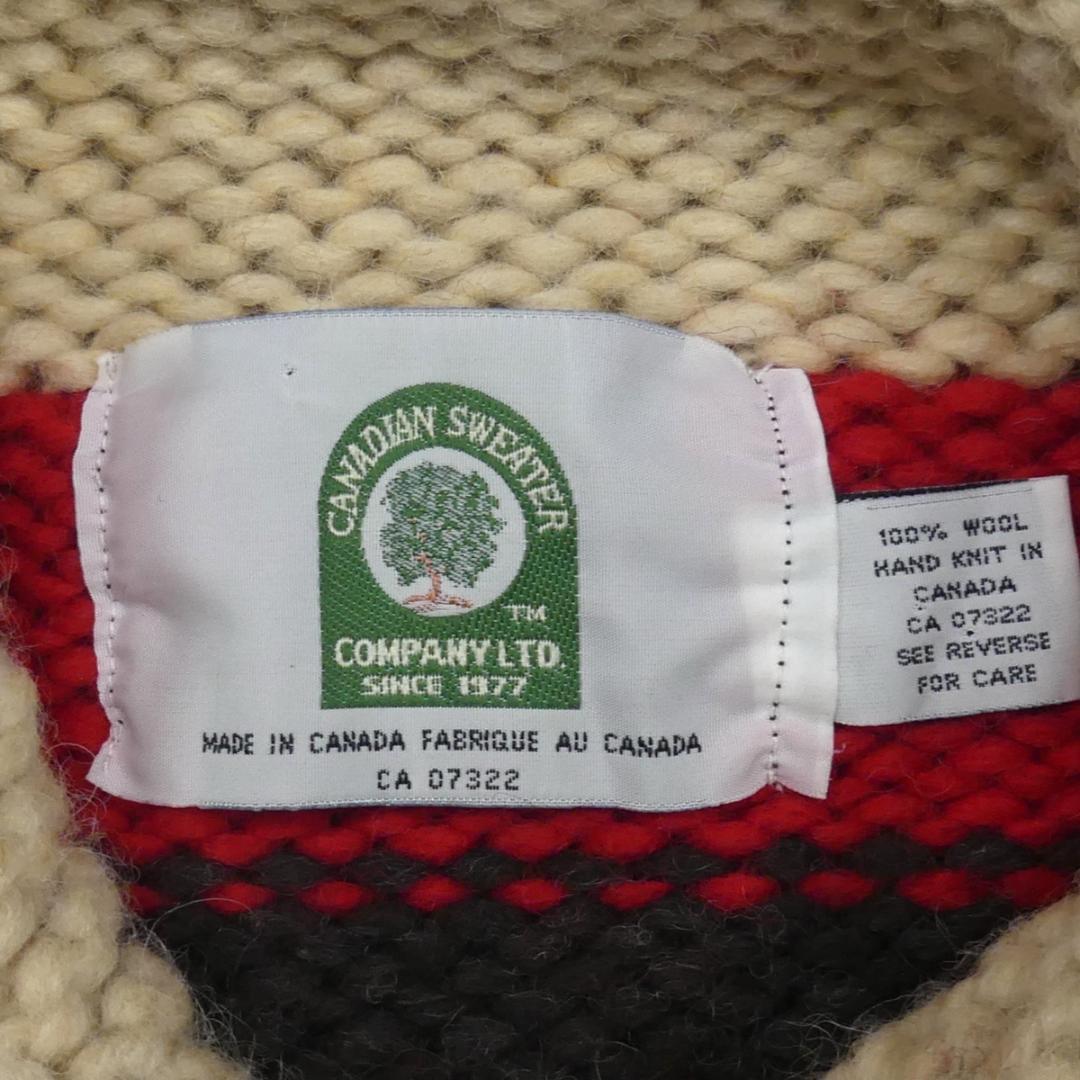 CANADIAN SWEATER
TM
COMPANY LTD.
SINCE 1977
MADE IN CANADA FABRIQUE AU CANADA
CA 07322
100% WOOL
HAND KNIT IN
CANADA
CA 07322
SEE REVERSE
FOR CARE